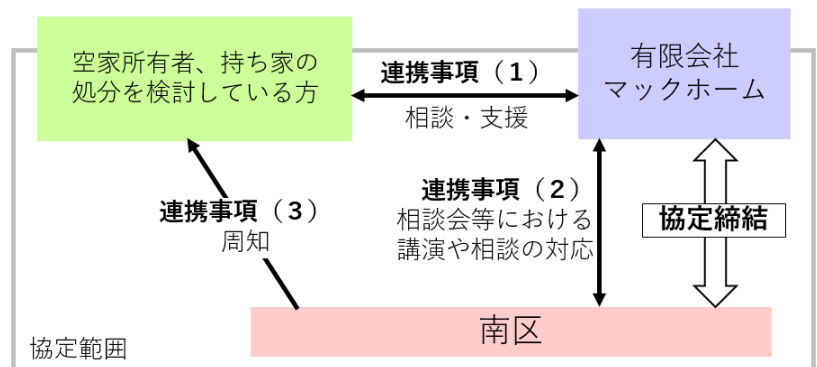 空家所有者、持ち家の
処分を検討している方
連携事項（１）
相談・支援
有限会社
マックホーム
連携事項（３）
周知
連携事項（２）
相談会等における
講演や相談の対応
協定締結
南区
協定範囲